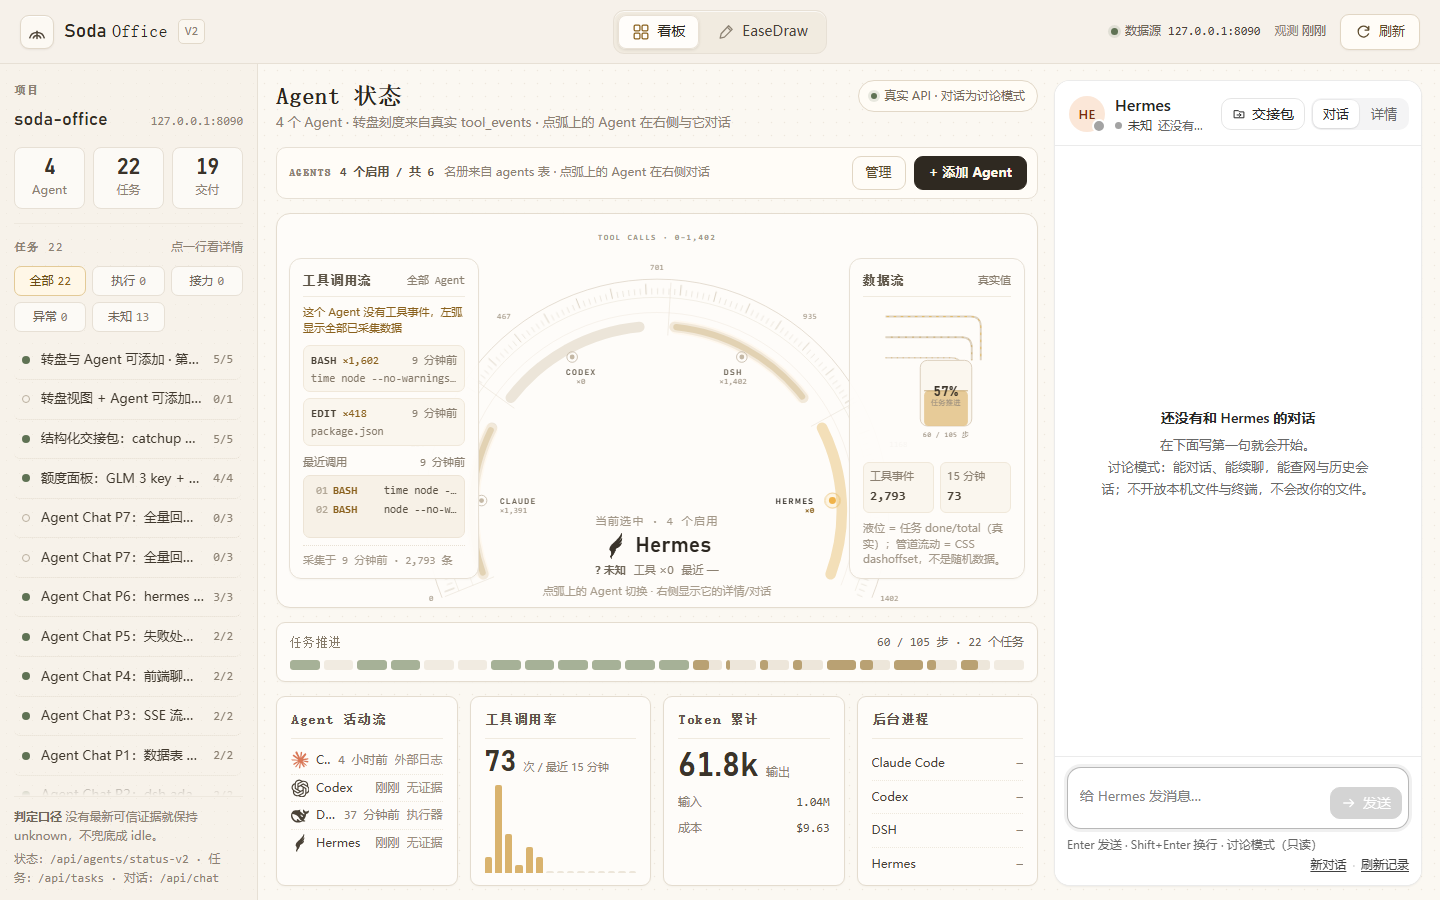 Soda Office V2
看板
EaseDraw
数据源 127.0.0.1:8090
观测 刚刚
刷新
项目
soda-office 127.0.0.1:8090
4 Agent
22 任务
19 交付
任务 22 点一行看详情
全部 22
执行 0
接力 0
异常 0
未知 13
转盘与 Agent 可添加 · 第... 5/5
转盘视图 + Agent 可添加... 0/1
结构化交接包: catchup ... 5/5
额度面板: GLM 3 key + ... 4/4
Agent Chat P7: 全量回... 0/3
Agent Chat P7: 全量回... 0/3
Agent Chat P6: hermes ... 3/3
Agent Chat P5: 失败处... 2/2
Agent Chat P4: 前端聊... 2/2
Agent Chat P3: SSE 流... 2/2
Agent Chat P1: 数据表 ... 2/2
Agent Chat P2: dsh ada...
判定口径 没有最新可信证据就保持
unknown，不兜底成 idle。
状态: /api/agents/status-v2 · 任
务: /api/tasks · 对话: /api/chat
Agent 状态
4 个 Agent · 转盘刻度来自真实 tool_events · 点弧上的 Agent 在右侧与它对话
真实 API · 对话为讨论模式
AGENTS 4 个启用 / 共 6 名册来自 agents 表 · 点弧上的 Agent 在右侧对话
管理
+ 添加 Agent
TOOL CALLS · 0–1,402
0
467
701
935
1402
工具调用流 全部 Agent
这个 Agent 没有工具事件，左弧
显示全部已采集数据
BASH ×1,602 9 分钟前
time node --no-warnings…
EDIT ×418 9 分钟前
package.json
最近调用 9 分钟前
01 BASH time node -…
02 BASH node --no-w…
采集于 9 分钟前 · 2,793 条
CODEX
×0
DSH
×1,402
CLAUDE
×1,391
HERMES
×0
当前选中 · 4 个启用
Hermes
? 未知 工具 ×0 最近 —
点弧上的 Agent 切换 · 右侧显示它的详情/对话
数据流 真实值
57%
任务推进
60 / 105 步
工具事件
2,793
15 分钟
73
液位 = 任务 done/total（真
实）；管道流动 = CSS
dashoffset，不是随机数据。
任务推进 60 / 105 步 · 22 个任务
Agent 活动流
C.. 4 小时前 外部日志
Codex 刚刚 无证据
D... 37 分钟前 执行器
Hermes 刚刚 无证据
工具调用率
73 次 / 最近 15 分钟
Token 累计
61.8k 输出
输入 1.04M
成本 $9.63
后台进程
Claude Code –
Codex –
DSH –
Hermes –
HE
Hermes
未知 还没有...
交接包
对话
详情
还没有和 Hermes 的对话
在下面写第一句就会开始。
讨论模式：能对话、能续聊，能查网与历史会
话；不开放本机文件与终端，不会改你的文件。
给 Hermes 发消息...
发送
Enter 发送 · Shift+Enter 换行 · 讨论模式（只读）
新对话 · 刷新记录